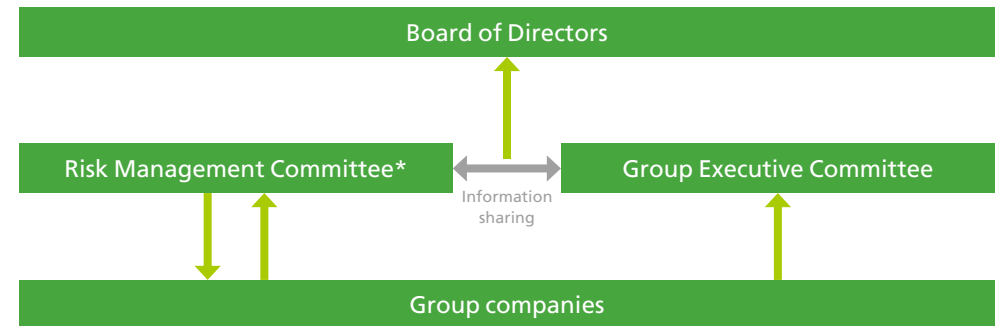 Board of Directors
Risk Management Committee*
Group Executive Committee
Information
sharing
Group companies